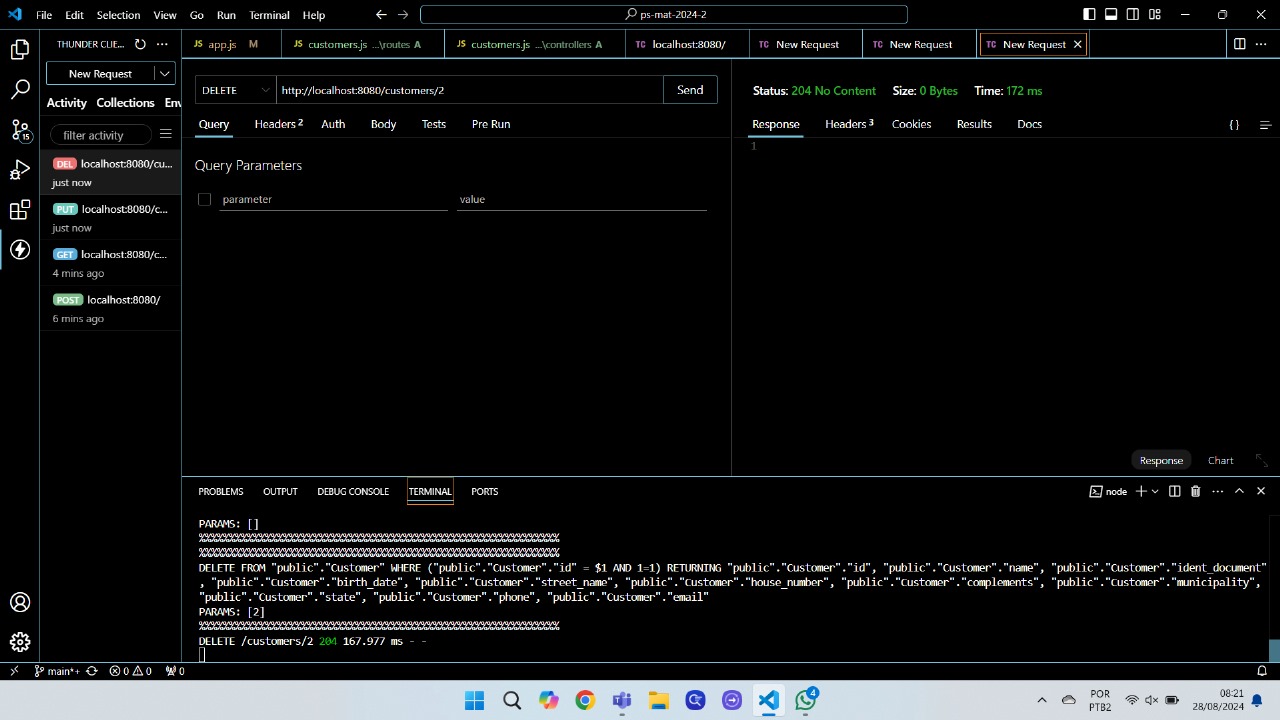 File Edit Selection View Go Run Terminal Help
ps-mat-2024-2
THUNDER CLIE...
JS app.js M
JS customers.js ...\routes A
JS customers.js ...\controllers A
TC localhost:8080/
TC New Request
TC New Request
TC New Request
New Request
Activity Collections Env
filter activity
DEL localhost:8080/cu...
just now
PUT localhost:8080/c...
just now
GET localhost:8080/c...
4 mins ago
POST localhost:8080/
6 mins ago
15
DELETE http://localhost:8080/customers/2 Send
Query Headers 2 Auth Body Tests Pre Run
Query Parameters
parameter value
Status: 204 No Content Size: 0 Bytes Time: 172 ms
Response Headers 3 Cookies Results Docs {}
1
Response Chart
PROBLEMS OUTPUT DEBUG CONSOLE TERMINAL PORTS
node
PARAMS: []
%%%%%%%%%%%%%%%%%%%%%%%%%%%%%%%%%%%%%%%%%%%%%%%%%%%%%%%%%%%%
%%%%%%%%%%%%%%%%%%%%%%%%%%%%%%%%%%%%%%%%%%%%%%%%%%%%%%%%%%%%
DELETE FROM "public"."Customer" WHERE ("public"."Customer"."id" = $1 AND 1=1) RETURNING "public"."Customer"."id", "public"."Customer"."name", "public"."Customer"."ident_document"
, "public"."Customer"."birth_date", "public"."Customer"."street_name", "public"."Customer"."house_number", "public"."Customer"."complements", "public"."Customer"."municipality",
"public"."Customer"."state", "public"."Customer"."phone", "public"."Customer"."email"
PARAMS: [2]
%%%%%%%%%%%%%%%%%%%%%%%%%%%%%%%%%%%%%%%%%%%%%%%%%%%%%%%%%%%%
DELETE /customers/2 204 167.977 ms - -
main*+ 0 0 0
4
POR
PTB2
08:21
28/08/2024